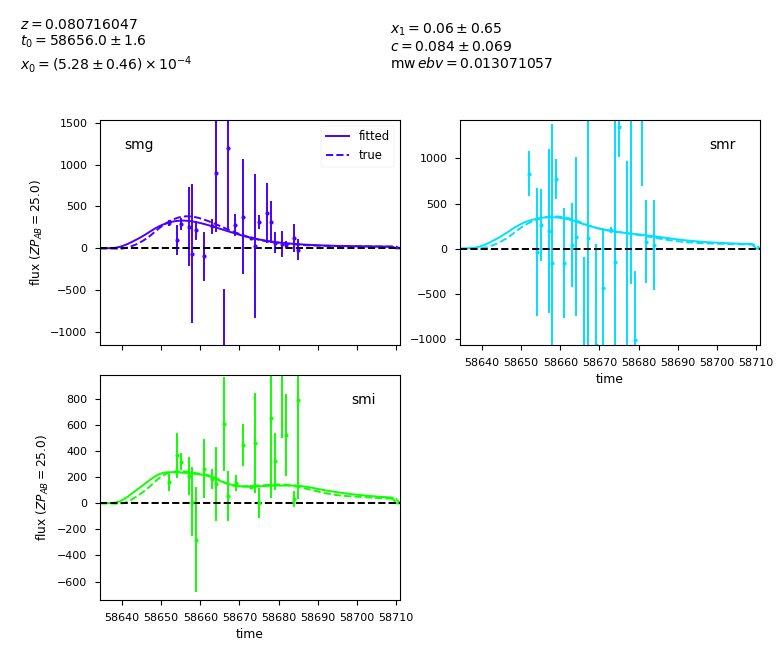 z = 0.080716047
t₀ = 58656.0 ± 1.6
x₀ = (5.28 ± 0.46) × 10⁻⁴
x₁ = 0.06 ± 0.65
c = 0.084 ± 0.069
mw ebv = 0.013071057
smg
fitted
true
1500
1000
500
0
−500
−1000
flux (ZP_AB = 25.0)
smr
1000
500
0
−500
−1000
58640 58650 58660 58670 58680 58690 58700 58710
time
smi
800
600
400
200
0
−200
−400
−600
flux (ZP_AB = 25.0)
58640 58650 58660 58670 58680 58690 58700 58710
time